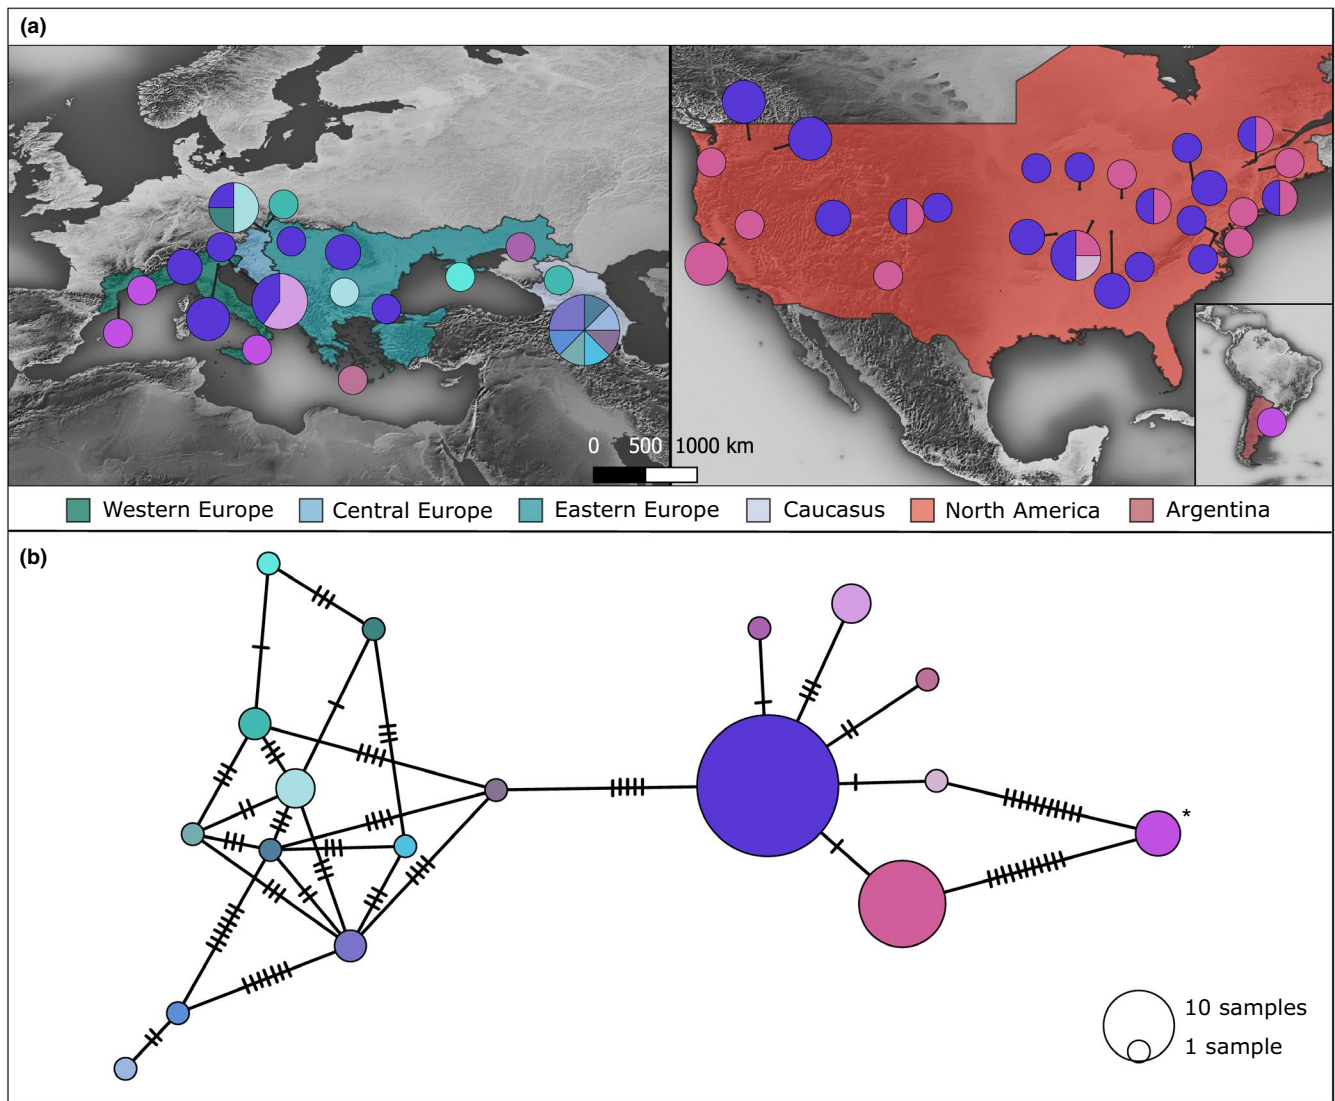 (a)
0 500 1000 km
Western Europe Central Europe Eastern Europe Caucasus North America Argentina
(b)
*
10 samples
1 sample